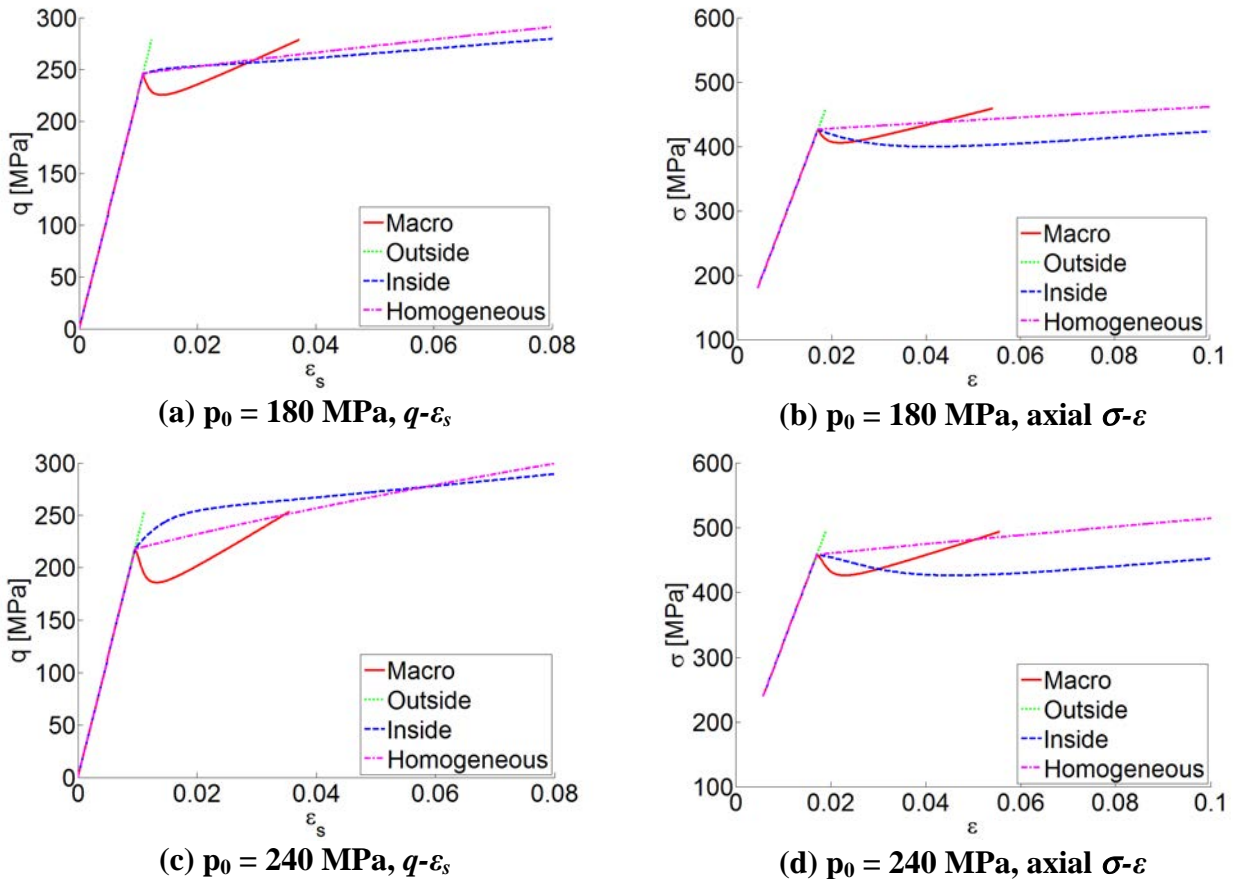 300
250
200
150
100
50
0
q [MPa]
0 0.02 0.04 0.06 0.08
εs
Macro
Outside
Inside
Homogeneous
(a) p0 = 180 MPa, q-εs
600
500
400
300
200
100
σ [MPa]
0 0.02 0.04 0.06 0.08 0.1
ε
Macro
Outside
Inside
Homogeneous
(b) p0 = 180 MPa, axial σ-ε
300
250
200
150
100
50
0
q [MPa]
0 0.02 0.04 0.06 0.08
εs
Macro
Outside
Inside
Homogeneous
(c) p0 = 240 MPa, q-εs
600
500
400
300
200
100
σ [MPa]
0 0.02 0.04 0.06 0.08 0.1
ε
Macro
Outside
Inside
Homogeneous
(d) p0 = 240 MPa, axial σ-ε